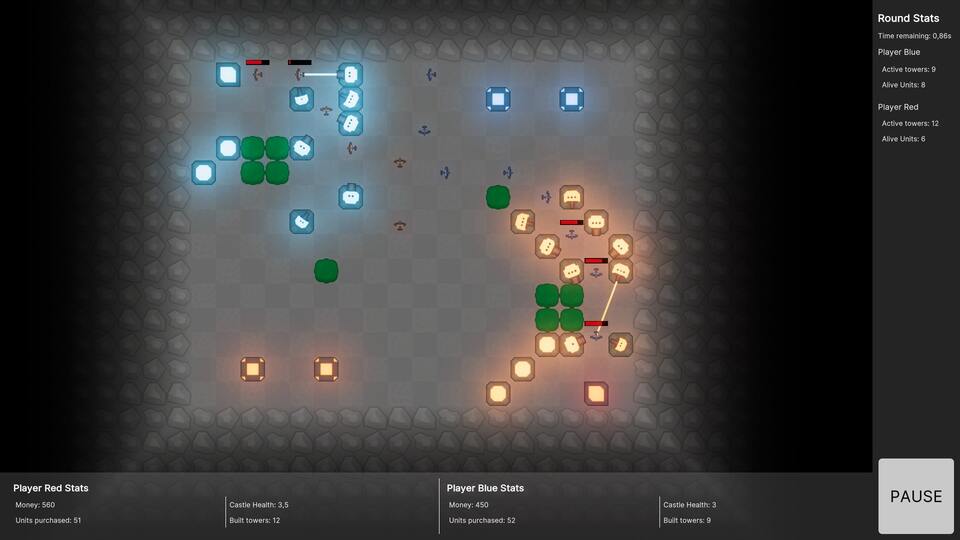 Round Stats
Time remaining: 0,86s
Player Blue
Active towers: 9
Alive Units: 8
Player Red
Active towers: 12
Alive Units: 6
PAUSE
Player Red Stats
Money: 560
Units purchased: 51
Castle Health: 3,5
Built towers: 12
Player Blue Stats
Money: 450
Units purchased: 52
Castle Health: 3
Built towers: 9